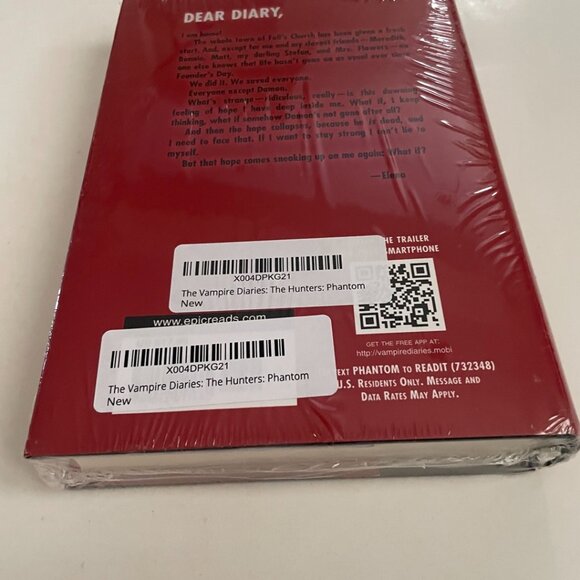 DEAR DIARY,
I am home!
The whole town of Fell's Church has been given a fresh
start. And, except for me and my closest friends—Meredith,
Bonnie, Matt, my darling Stefan, and Mrs. Flowers—no
one else knows that life hasn't gone on as usual ever since
Founder's Day.
We did it. We saved everyone.
Everyone except Damon.
What's strange—ridiculous, really—is this dawning
feeling of hope I have deep inside me. What if, I keep
thinking, what if somehow Damon's not gone after all?
And then the hope collapses, because he is dead, and
I need to face that. If I want to stay strong I can't lie to
myself.
But that hope comes sneaking up on me again: What if?
—Elena
HE TRAILER
SMARTPHONE
X004DPKG21
The Vampire Diaries: The Hunters: Phantom
New
www.epicreads.com
GET THE FREE APP AT:
http://vampirediaries.mobi
X004DPKG21
The Vampire Diaries: The Hunters: Phantom
New
TEXT PHANTOM TO READIT (732348)
U.S. RESIDENTS ONLY. MESSAGE AND
DATA RATES MAY APPLY.